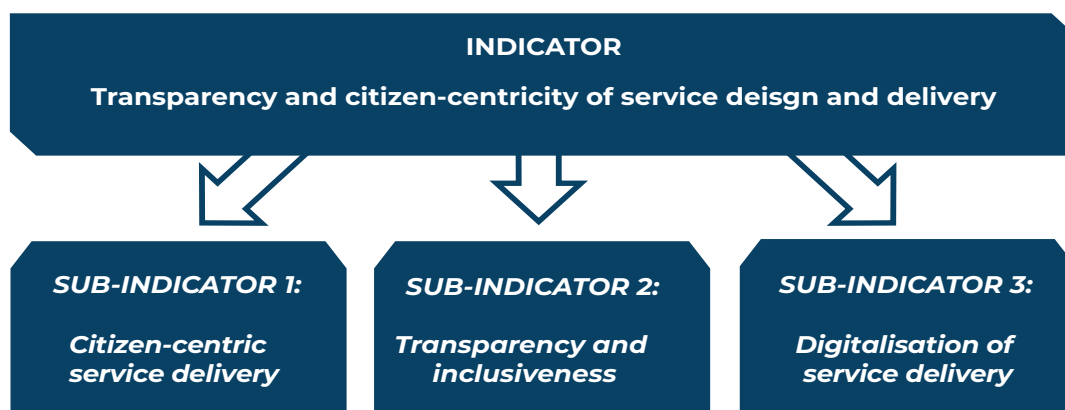 INDICATOR
Transparency and citizen-centricity of service deisgn and delivery
SUB-INDICATOR 1:
Citizen-centric
service delivery
SUB-INDICATOR 2:
Transparency and
inclusiveness
SUB-INDICATOR 3:
Digitalisation of
service delivery